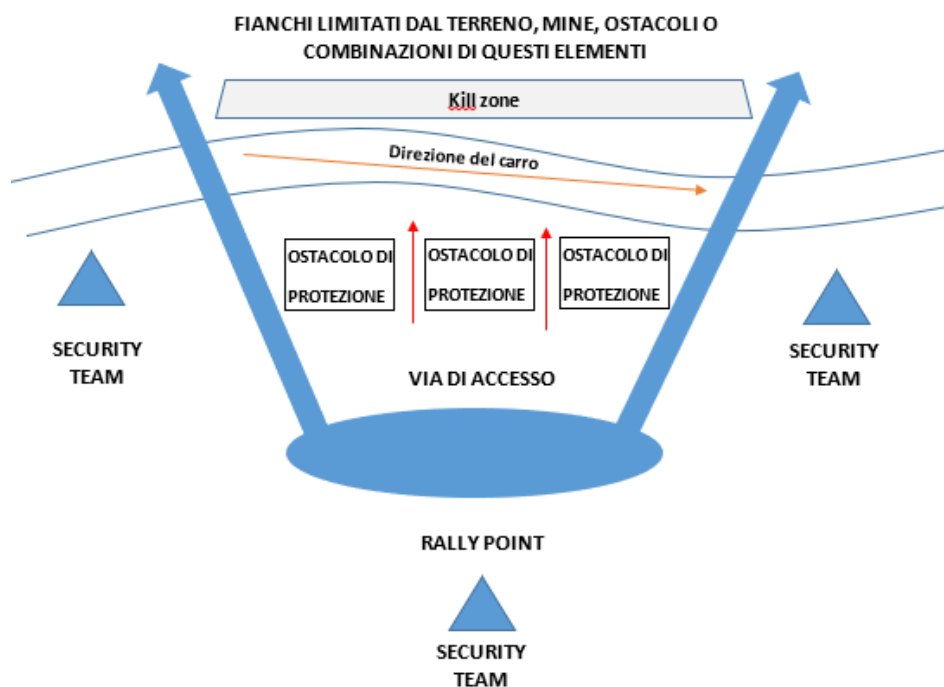 FIANCHI LIMITATI DAL TERRENO, MINE, OSTACOLI O
COMBINAZIONI DI QUESTI ELEMENTI
Kill zone
Direzione del carro
OSTACOLO DI
PROTEZIONE
OSTACOLO DI
PROTEZIONE
OSTACOLO DI
PROTEZIONE
SECURITY
TEAM
SECURITY
TEAM
VIA DI ACCESSO
RALLY POINT
SECURITY
TEAM